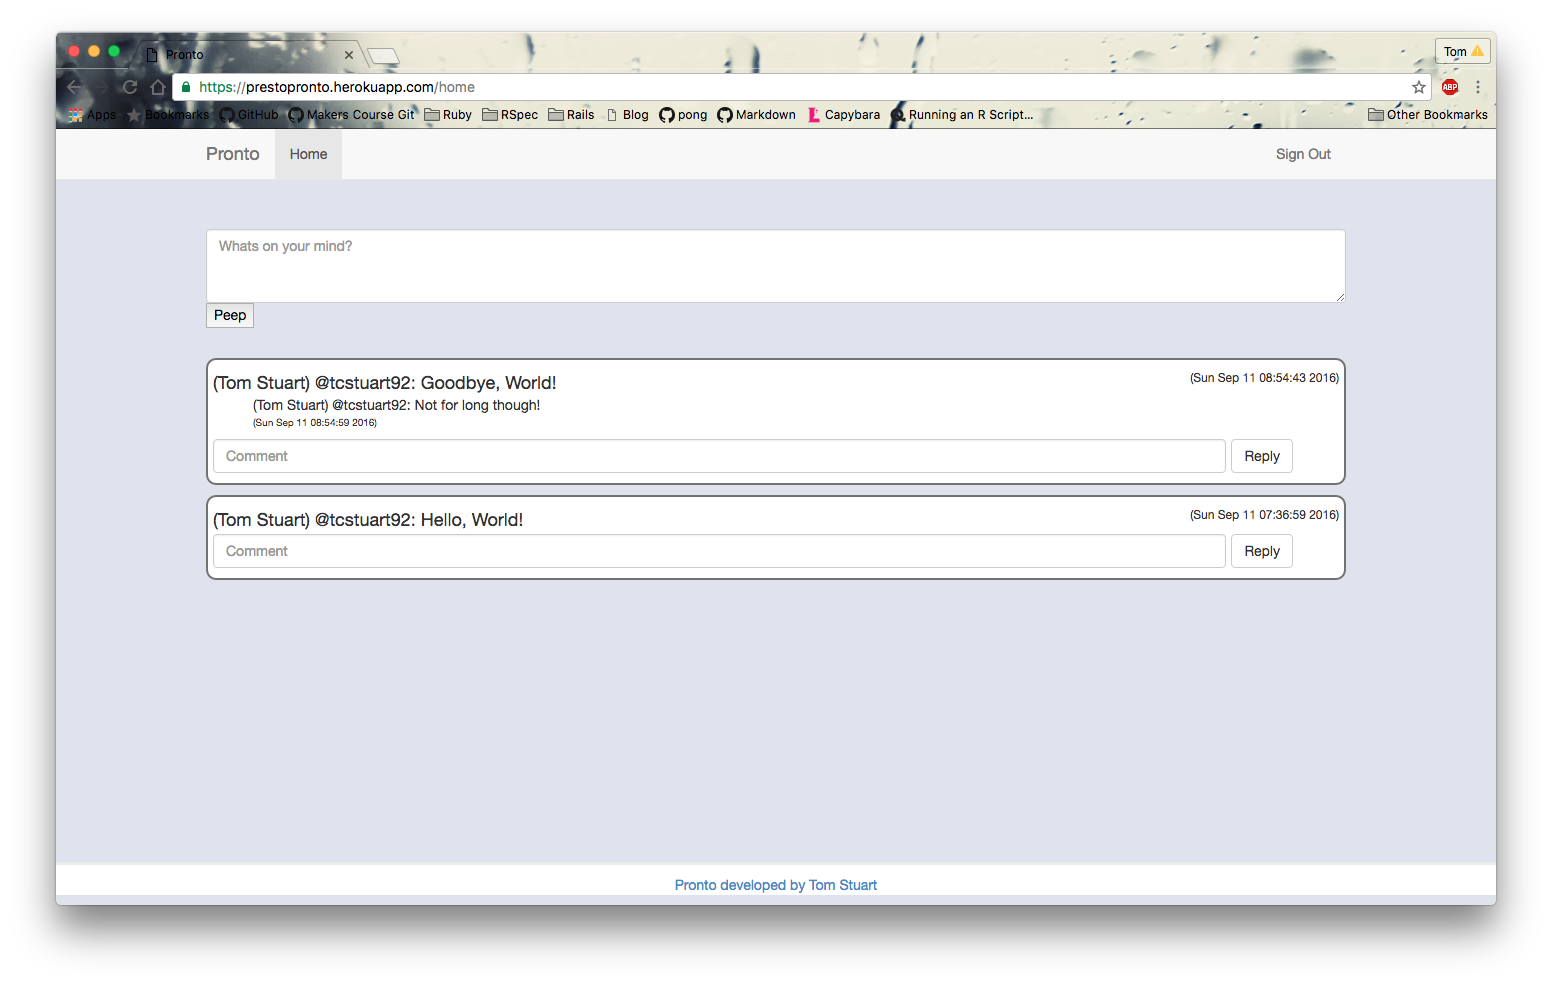 Pronto
Tom
https://prestopronto.herokuapp.com/home
ABP
Apps Bookmarks GitHub Makers Course Git Ruby RSpec Rails Blog pong Markdown Capybara Running an R Script... Other Bookmarks
Pronto Home Sign Out
Whats on your mind?
Peep
(Tom Stuart) @tcstuart92: Goodbye, World! (Sun Sep 11 08:54:43 2016)
(Tom Stuart) @tcstuart92: Not for long though!
(Sun Sep 11 08:54:59 2016)
Comment Reply
(Tom Stuart) @tcstuart92: Hello, World! (Sun Sep 11 07:36:59 2016)
Comment Reply
Pronto developed by Tom Stuart